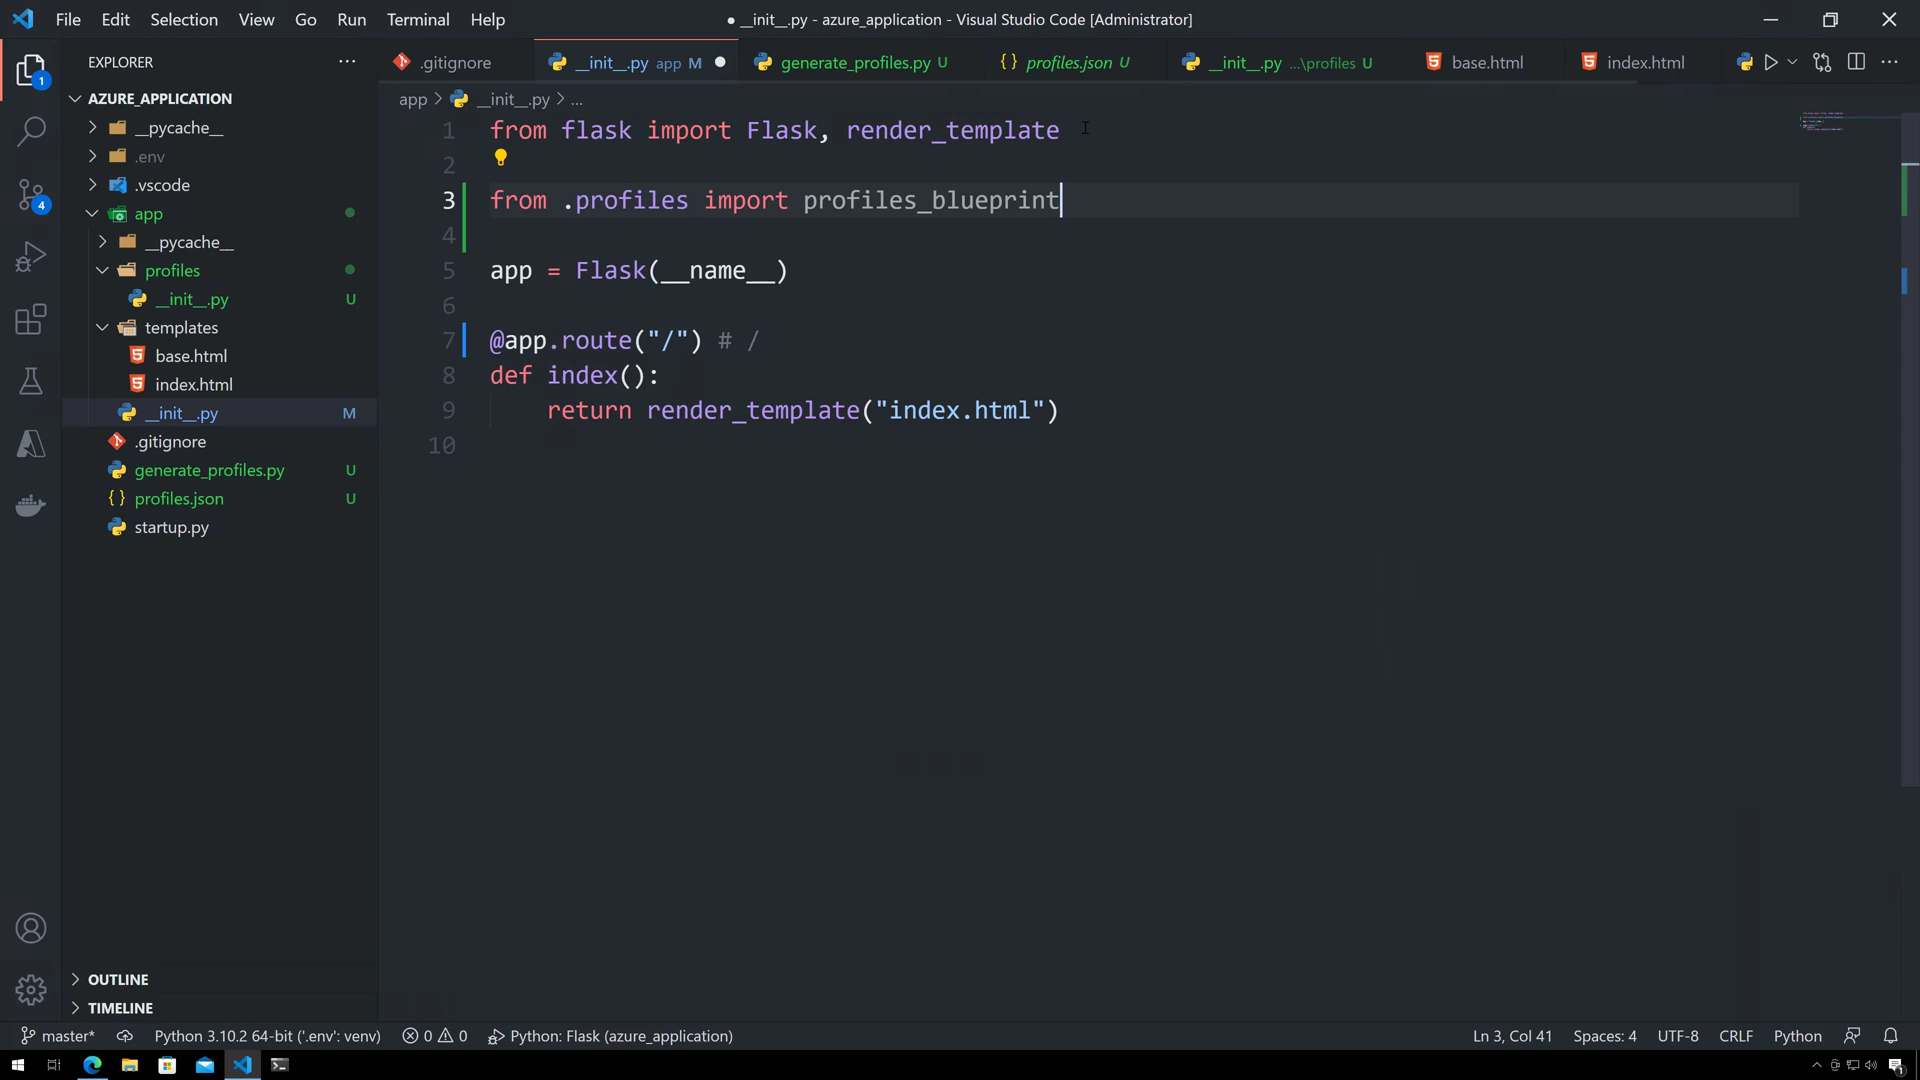 File Edit Selection View Go Run Terminal Help
● __init__.py - azure_application - Visual Studio Code [Administrator]
EXPLORER
.gitignore
__init__.py app M
generate_profiles.py U
{} profiles.json U
__init__.py ...\profiles U
base.html
index.html
1
AZURE_APPLICATION
app > __init__.py > ...
__pycache__
.env
.vscode
4
app
__pycache__
profiles
__init__.py U
templates
base.html
index.html
__init__.py M
.gitignore
generate_profiles.py U
{} profiles.json U
startup.py
1 from flask import Flask, render_template
2
3 from .profiles import profiles_blueprint
4
5 app = Flask(__name__)
6
7 @app.route("/") # /
8 def index():
9 return render_template("index.html")
10
OUTLINE
TIMELINE
master* Python 3.10.2 64-bit ('.env': venv) 0 0 Python: Flask (azure_application) Ln 3, Col 41 Spaces: 4 UTF-8 CRLF Python
1